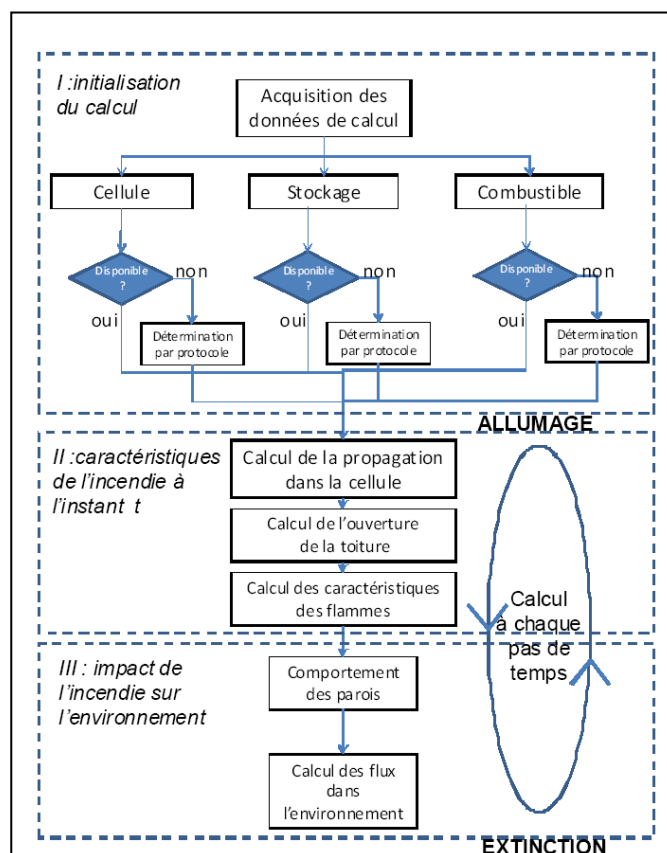 I :initialisation
du calcul
Acquisition des
données de calcul
Cellule
Stockage
Combustible
Disponible
?
non
oui
Disponible
?
non
oui
Disponible
?
non
oui
Détermination
par protocole
Détermination
par protocole
Détermination
par protocole
ALLUMAGE
II :caractéristiques
de l'incendie à
l'instant t
Calcul de la propagation
dans la cellule
Calcul de l'ouverture
de la toiture
Calcul des caractéristiques
des flammes
Calcul
à chaque
pas de
temps
III : impact de
l'incendie sur
l'environnement
Comportement
des parois
Calcul des flux
dans
l'environnement
EXTINCTION